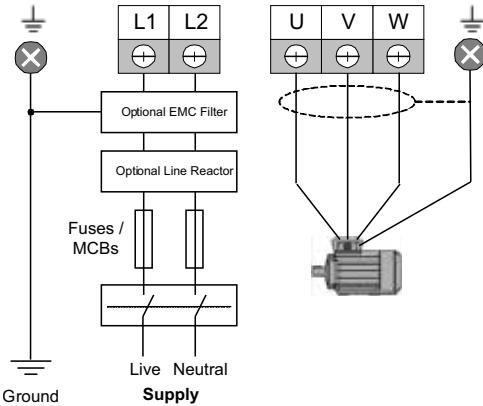 L1 L2 U V W
Optional EMC Filter
Optional Line Reactor
Fuses /
MCBs
Live Neutral
Ground
Supply